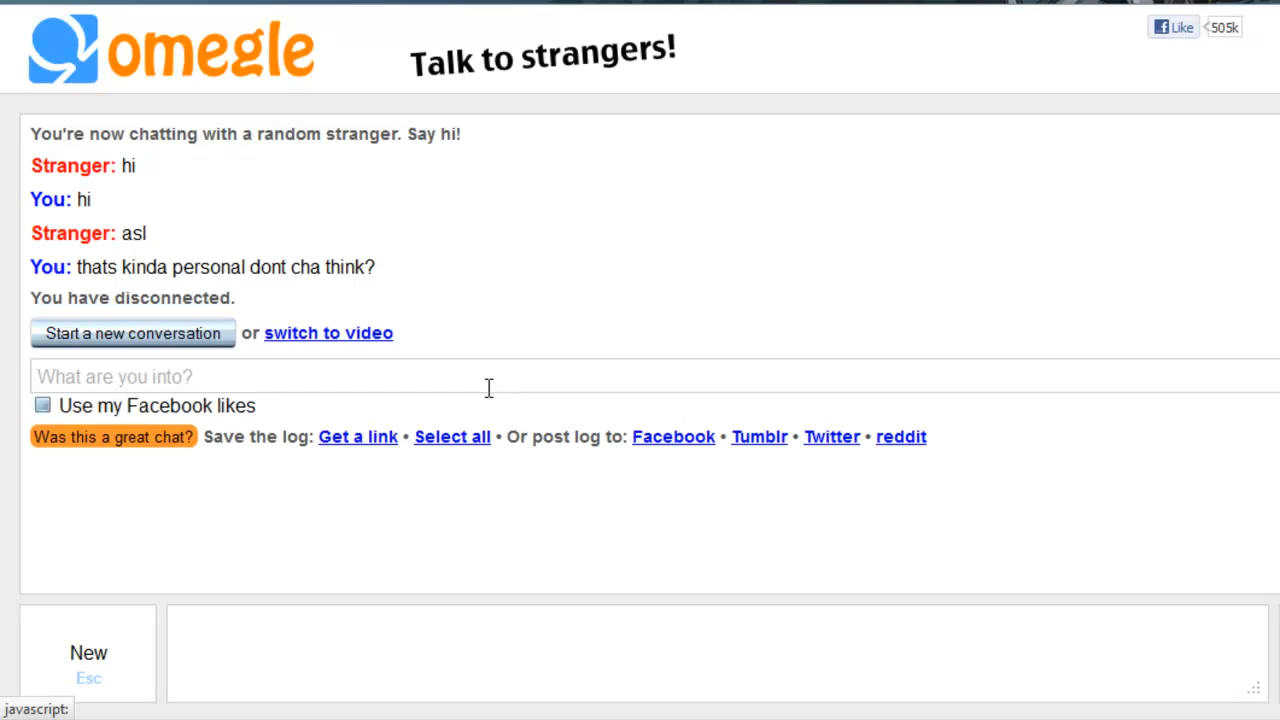 omegle Talk to strangers! Like 505k
You're now chatting with a random stranger. Say hi!
Stranger: hi
You: hi
Stranger: asl
You: thats kinda personal dont cha think?
You have disconnected.
Start a new conversation or switch to video
What are you into?
Use my Facebook likes
Was this a great chat? Save the log: Get a link • Select all • Or post log to: Facebook • Tumblr • Twitter • reddit
New
Esc
javascript: